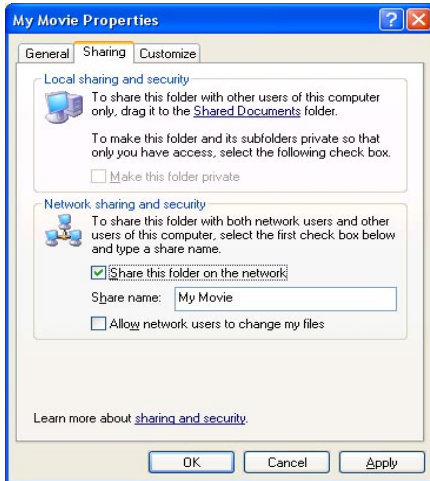 My Movie Properties
General Sharing Customize
Local sharing and security
To share this folder with other users of this computer
only, drag it to the Shared Documents folder.
To make this folder and its subfolders private so that
only you have access, select the following check box.
Make this folder private
Network sharing and security
To share this folder with both network users and other
users of this computer, select the first check box below
and type a share name.
Share this folder on the network
Share name: My Movie
Allow network users to change my files
Learn more about sharing and security.
OK Cancel Apply